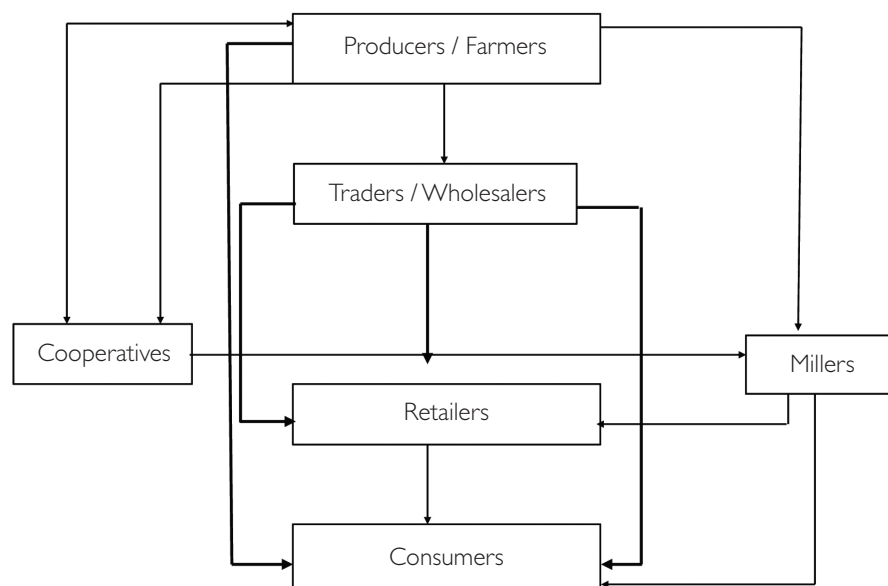 Producers / Farmers
Traders / Wholesalers
Cooperatives
Millers
Retailers
Consumers